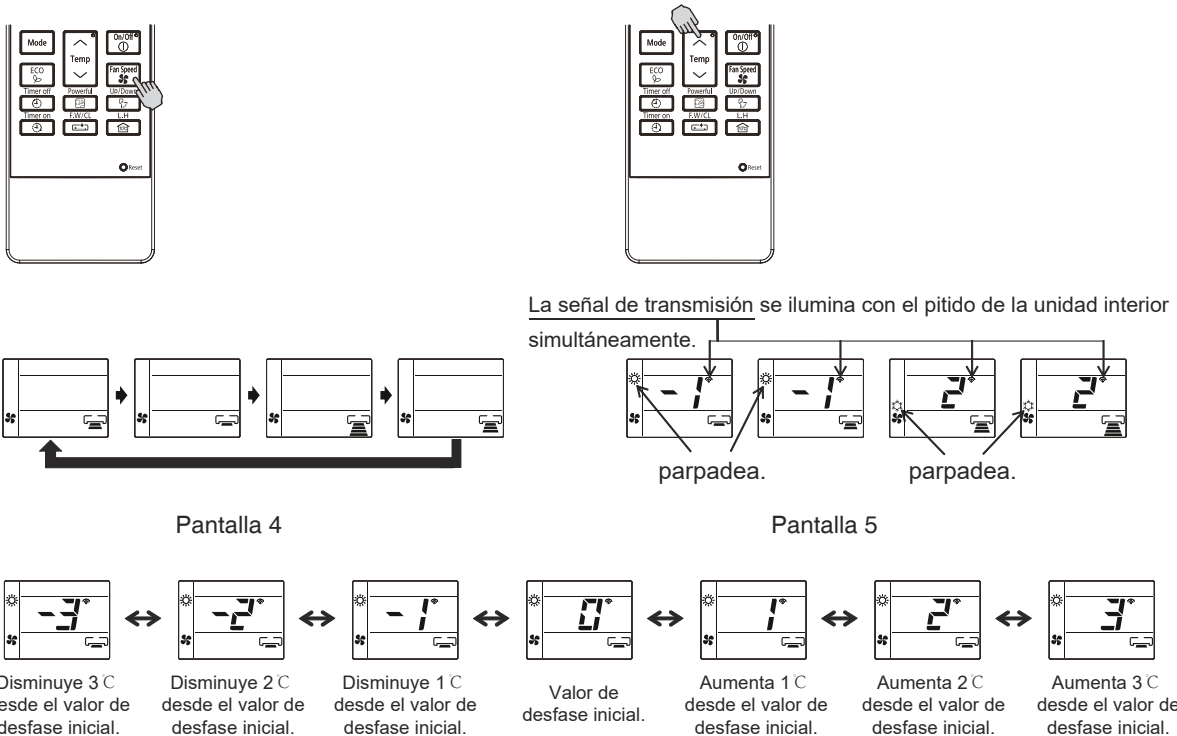 Mode
Temp
On/Off
ECO
Fan Speed
Timer off
Powerful
Up/Down
Timer on
F.W/CL
L.H
Reset
Mode
Temp
On/Off
ECO
Fan Speed
Timer off
Powerful
Up/Down
Timer on
F.W/CL
L.H
Reset
La señal de transmisión se ilumina con el pitido de la unidad interior
simultáneamente.
-1 -1 2 2
parpadea. parpadea.
Pantalla 4
Pantalla 5
-3 -2 -1 0 1 2 3
Disminuye 3℃
desde el valor de
desfase inicial.
Disminuye 2℃
desde el valor de
desfase inicial.
Disminuye 1℃
desde el valor de
desfase inicial.
Valor de
desfase inicial.
Aumenta 1℃
desde el valor de
desfase inicial.
Aumenta 2℃
desde el valor de
desfase inicial.
Aumenta 3℃
desde el valor de
desfase inicial.